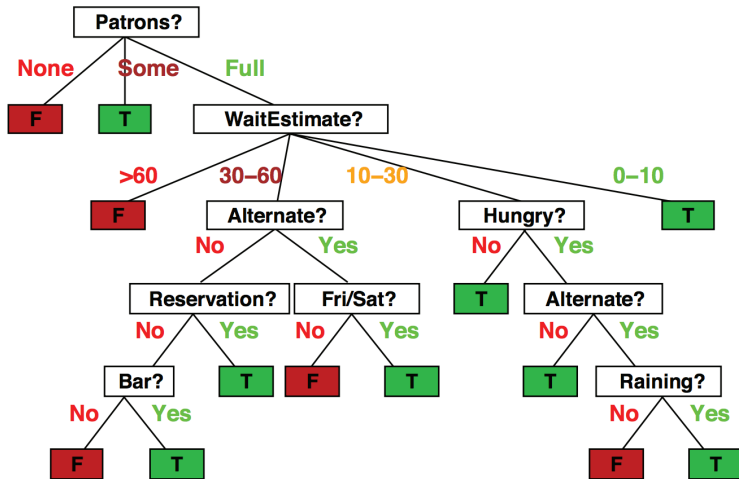 Patrons?
None Some Full
F T WaitEstimate?
>60 30–60 10–30 0–10
F Alternate? Hungry? T
No Yes No Yes
Reservation? Fri/Sat? T Alternate?
No Yes No Yes No Yes
Bar? T F T T Raining?
No Yes No Yes
F T F T